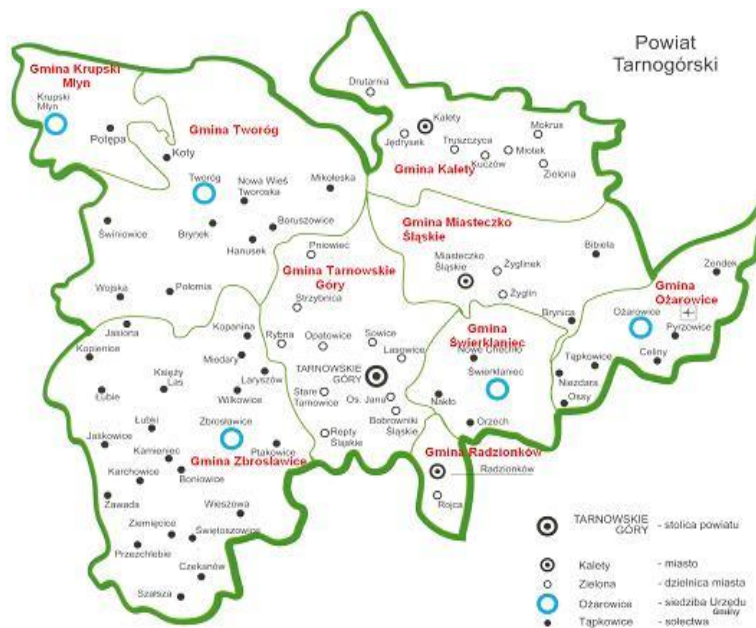 Powiat
Tarnogórski
Gmina Krupski
Młyn
Krupski
Młyn
Potępa
Gmina Tworóg
Koty
Tworóg
Nowa Wieś
Tworoska
Mikołeska
Świniowice
Brynek
Boruszowice
Hanusek
Wojska
Połomia
Drutarnia
Kalety
Jędrysek
Truszczyca
Kuczów
Mokrus
Miotek
Zielona
Gmina Kalety
Gmina Miasteczko
Śląskie
Miasteczko
Śląskie
Żyglinek
Żyglin
Bibiela
Brynica
Zendek
Gmina
Ożarowice
Ożarowice
Pyrzowice
Celiny
Tąpkowice
Niezdara
Ossy
Pniowiec
Gmina Tarnowskie
Góry
Strzybnica
Rybna
Opatowice
Sowice
Lasowice
TARNOWSKIE
GÓRY
Stare
Tarnowice
Os. Jana
Bobrowniki
Śląskie
Repty
Śląskie
Gmina
Świerklaniec
Nowe Chechło
Świerklaniec
Nakło
Orzech
Gmina Radzionków
Radzionków
Rojca
Jasiona
Kopienice
Kopanina
Miedary
Księży
Las
Laryszów
Łubie
Wilkowice
Zbrosławice
Łubki
Jaśkowice
Kamieniec
Ptakowice
Gmina Zbrosławice
Karchowice
Boniowice
Zawada
Wieszowa
Ziemięcice
Świętoszowice
Przezchlebie
Czekanów
Szałsza
TARNOWSKIE
GÓRY
- stolica powiatu
Kalety - miasto
Zielona - dzielnica miasta
Ożarowice - siedziba Urzędu
Gminy
Tąpkowice - sołectwa